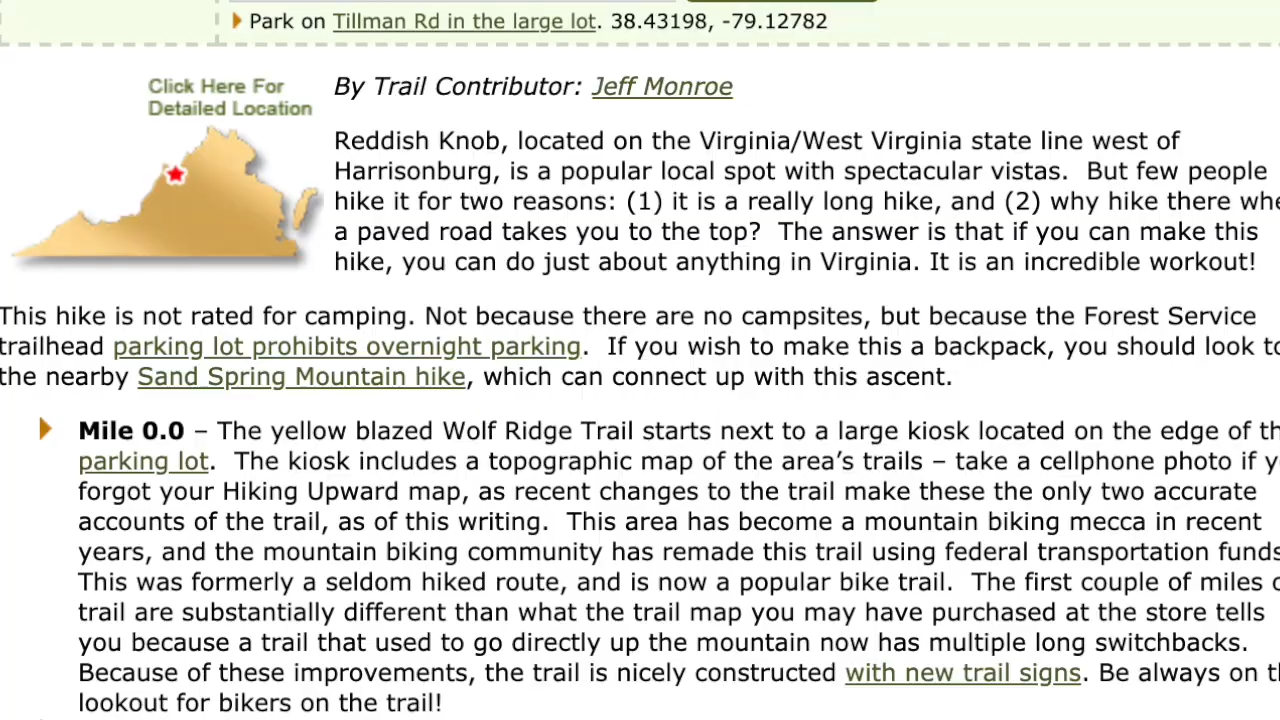 Park on Tillman Rd in the large lot. 38.43198, -79.12782
Click Here For
Detailed Location
By Trail Contributor: Jeff Monroe
Reddish Knob, located on the Virginia/West Virginia state line west of
Harrisonburg, is a popular local spot with spectacular vistas.  But few people
hike it for two reasons: (1) it is a really long hike, and (2) why hike there whe
a paved road takes you to the top?  The answer is that if you can make this
hike, you can do just about anything in Virginia. It is an incredible workout!
This hike is not rated for camping. Not because there are no campsites, but because the Forest Service
trailhead parking lot prohibits overnight parking.  If you wish to make this a backpack, you should look to
the nearby Sand Spring Mountain hike, which can connect up with this ascent.
Mile 0.0 – The yellow blazed Wolf Ridge Trail starts next to a large kiosk located on the edge of th
parking lot.  The kiosk includes a topographic map of the area's trails – take a cellphone photo if y
forgot your Hiking Upward map, as recent changes to the trail make these the only two accurate
accounts of the trail, as of this writing.  This area has become a mountain biking mecca in recent
years, and the mountain biking community has remade this trail using federal transportation funds
This was formerly a seldom hiked route, and is now a popular bike trail.  The first couple of miles o
trail are substantially different than what the trail map you may have purchased at the store tells
you because a trail that used to go directly up the mountain now has multiple long switchbacks.
Because of these improvements, the trail is nicely constructed with new trail signs. Be always on th
lookout for bikers on the trail!